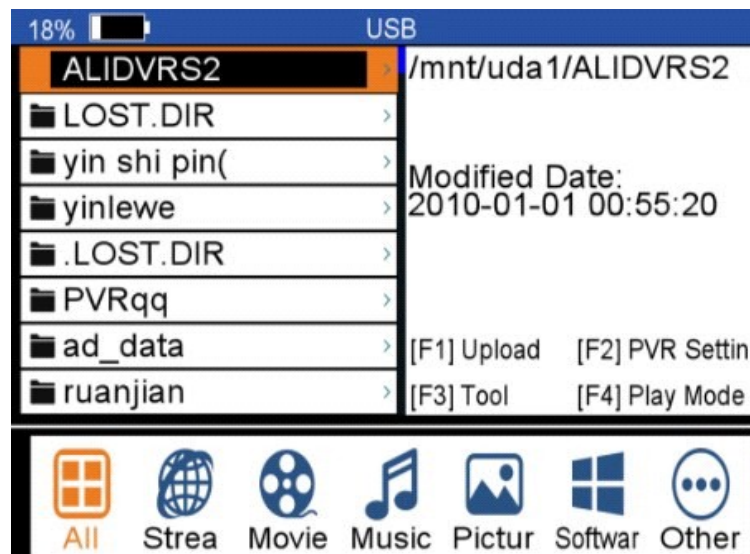 18% USB
ALIDVRS2
LOST.DIR
yin shi pin(
yinlewe
.LOST.DIR
PVRqq
ad_data
ruanjian
/mnt/uda1/ALIDVRS2
Modified Date:
2010-01-01 00:55:20
[F1] Upload [F2] PVR Settin
[F3] Tool [F4] Play Mode
All Strea Movie Music Pictur Softwar Other